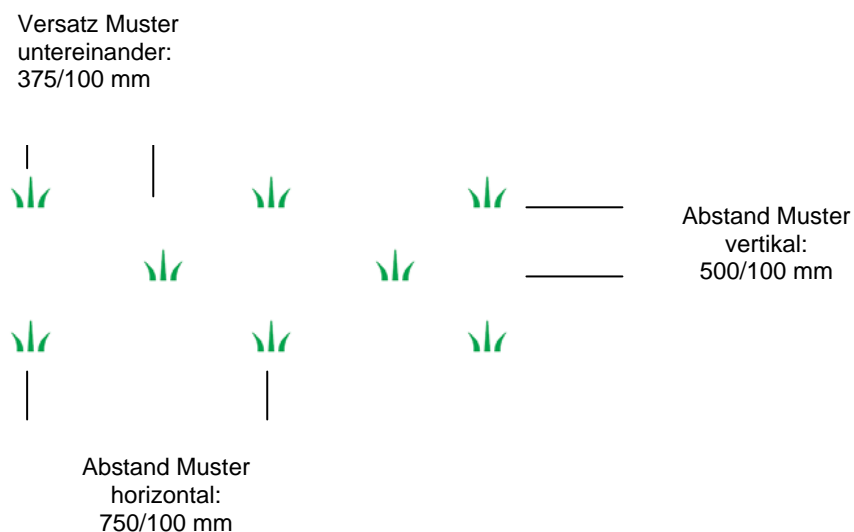 Versatz Muster
untereinander:
375/100 mm
Abstand Muster
vertikal:
500/100 mm
Abstand Muster
horizontal:
750/100 mm